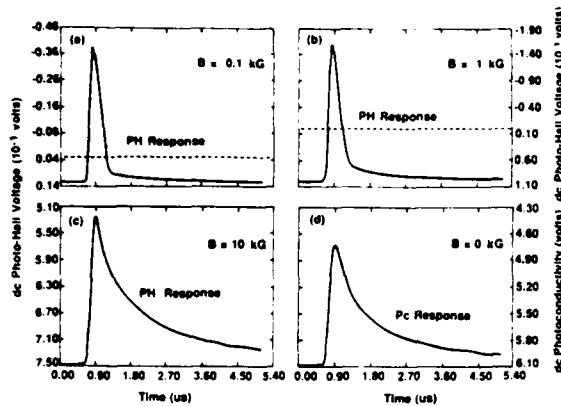 -0.46
-0.36
-0.26
-0.16
-0.06
0.04
0.14
(a)
B = 0.1 kG
PH Response
(b)
B = 1 kG
PH Response
-1.90
-1.40
-0.90
-0.40
0.10
0.60
1.10
dc Photo-Hall Voltage (10⁻¹ volts)
dc Photo-Hall Voltage (10⁻¹ volts)
5.10
5.50
5.90
6.30
6.70
7.10
7.50
(c)
B = 10 kG
PH Response
(d)
B = 0 kG
Pc Response
4.30
4.60
4.90
5.20
5.50
5.80
6.10
dc Photoconductivity (volts)
0.00 0.90 1.80 2.70 3.60 4.50 5.40
0.00 0.90 1.80 2.70 3.60 4.50 5.40
Time (us)
Time (us)